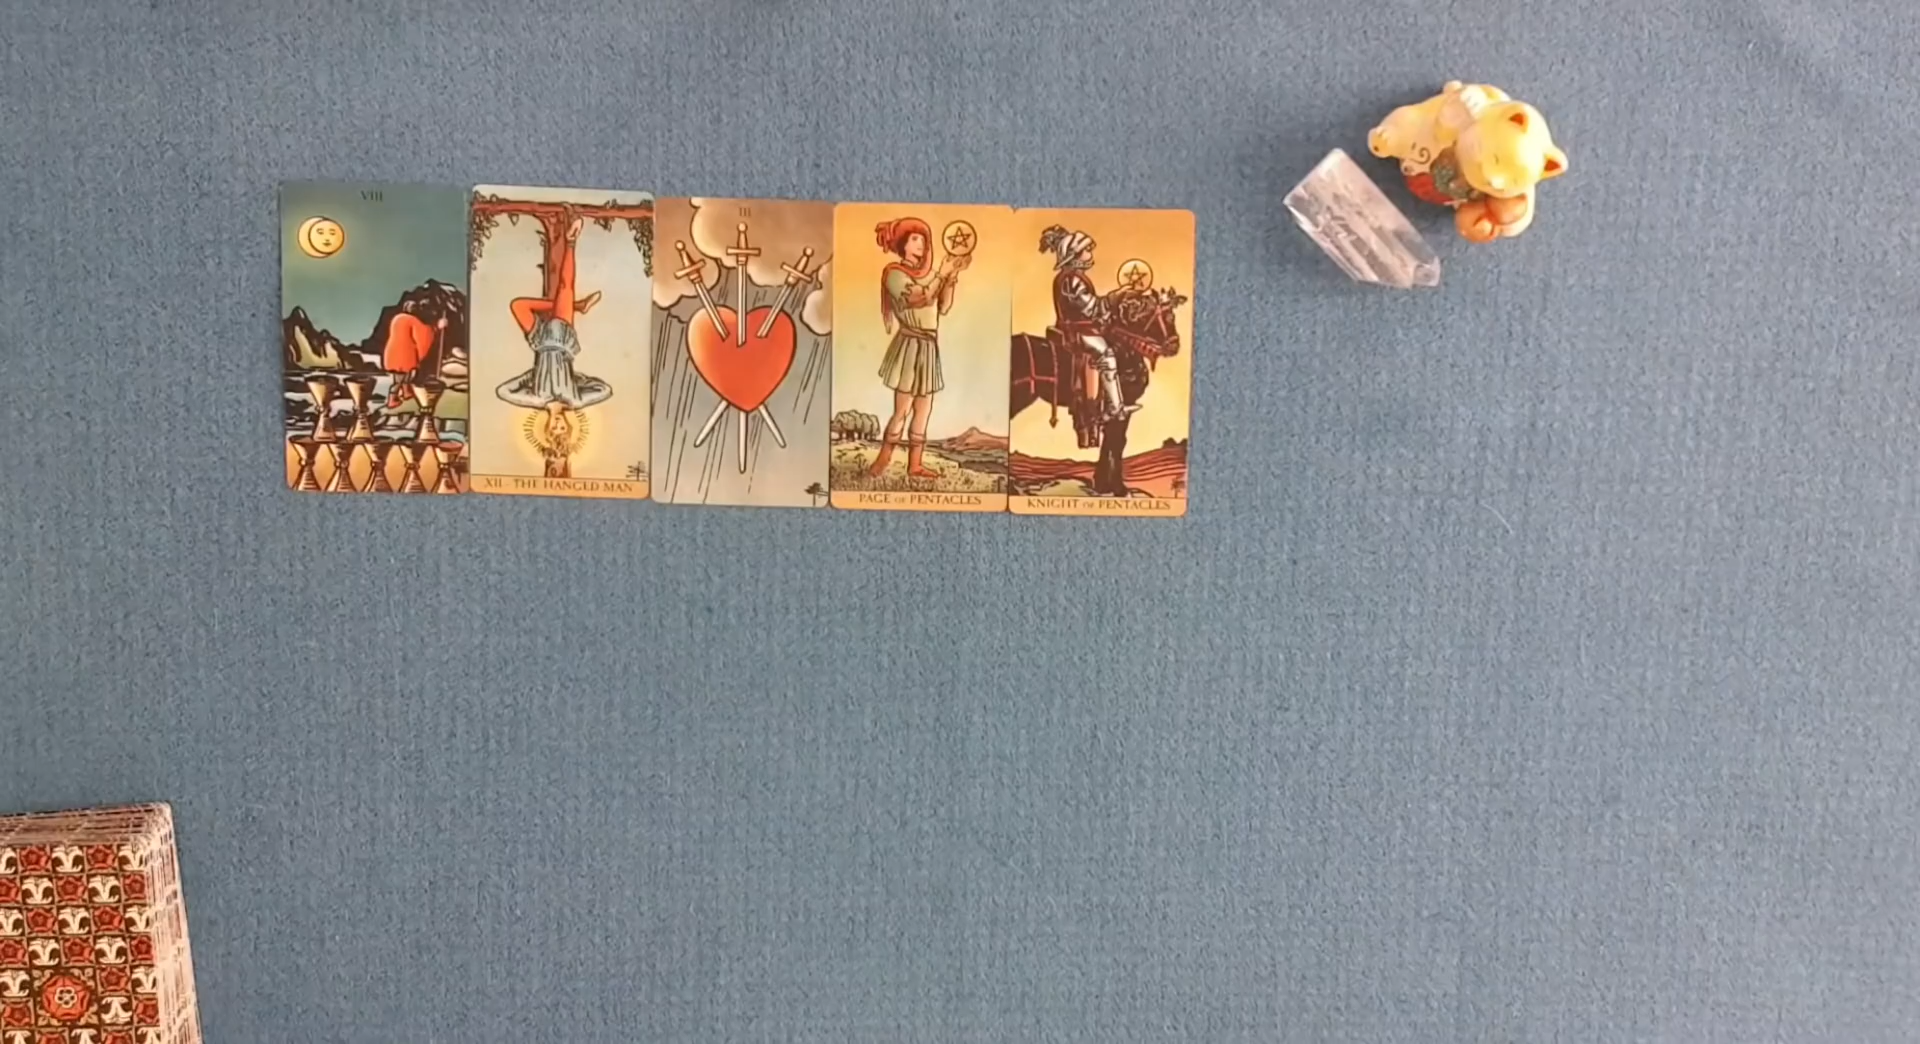 VIII
XII - THE HANGED MAN
III
PAGE OF PENTACLES
KNIGHT OF PENTACLES